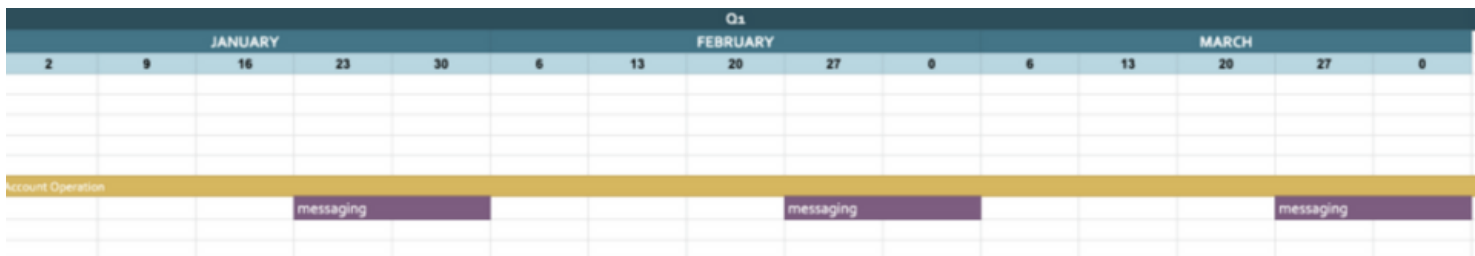 Q1
JANUARY FEBRUARY MARCH
2 9 16 23 30 6 13 20 27 0 6 13 20 27 0
Account Operation
messaging messaging messaging